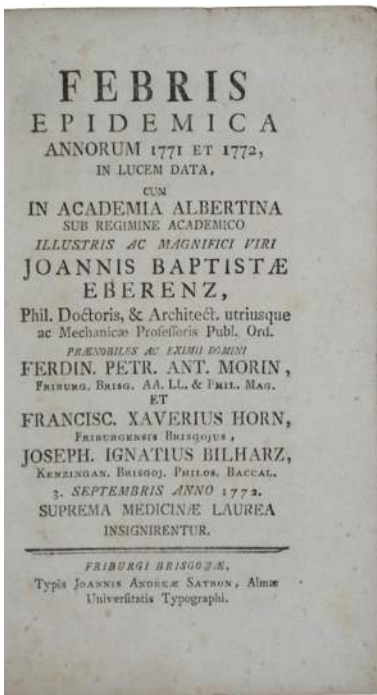 FEBRIS
EPIDEMICA
ANNORUM 1771 ET 1772,
IN LUCEM DATA,
CUM
IN ACADEMIA ALBERTINA
SUB REGIMINE ACADEMICO
ILLUSTRIS AC MAGNIFICI VIRI
JOANNIS BAPTISTÆ
EBERENZ,
Phil. Doctoris, & Architect. utriusque
ac Mechanicæ Professoris Publ. Ord.
PRÆNOBILES AC EXIMII DOMINI
FERDIN. PETR. ANT. MORIN,
FRIBURG. BRISG. AA. LL. & PHIL. MAG.
ET
FRANCISC. XAVERIUS HORN,
FRIBURGENSIS BRISGOJUS,
JOSEPH. IGNATIUS BILHARZ,
KENZINGAN. BRISGOJ. PHILOS. BACCAL.
3. SEPTEMBRIS ANNO 1772.
SUPREMA MEDICINÆ LAUREA
INSIGNIRENTUR.
FRIBURGI BRISGOJÆ,
Typis JOANNIS ANDREÆ SATRON, Almæ
Universitatis Typographi.